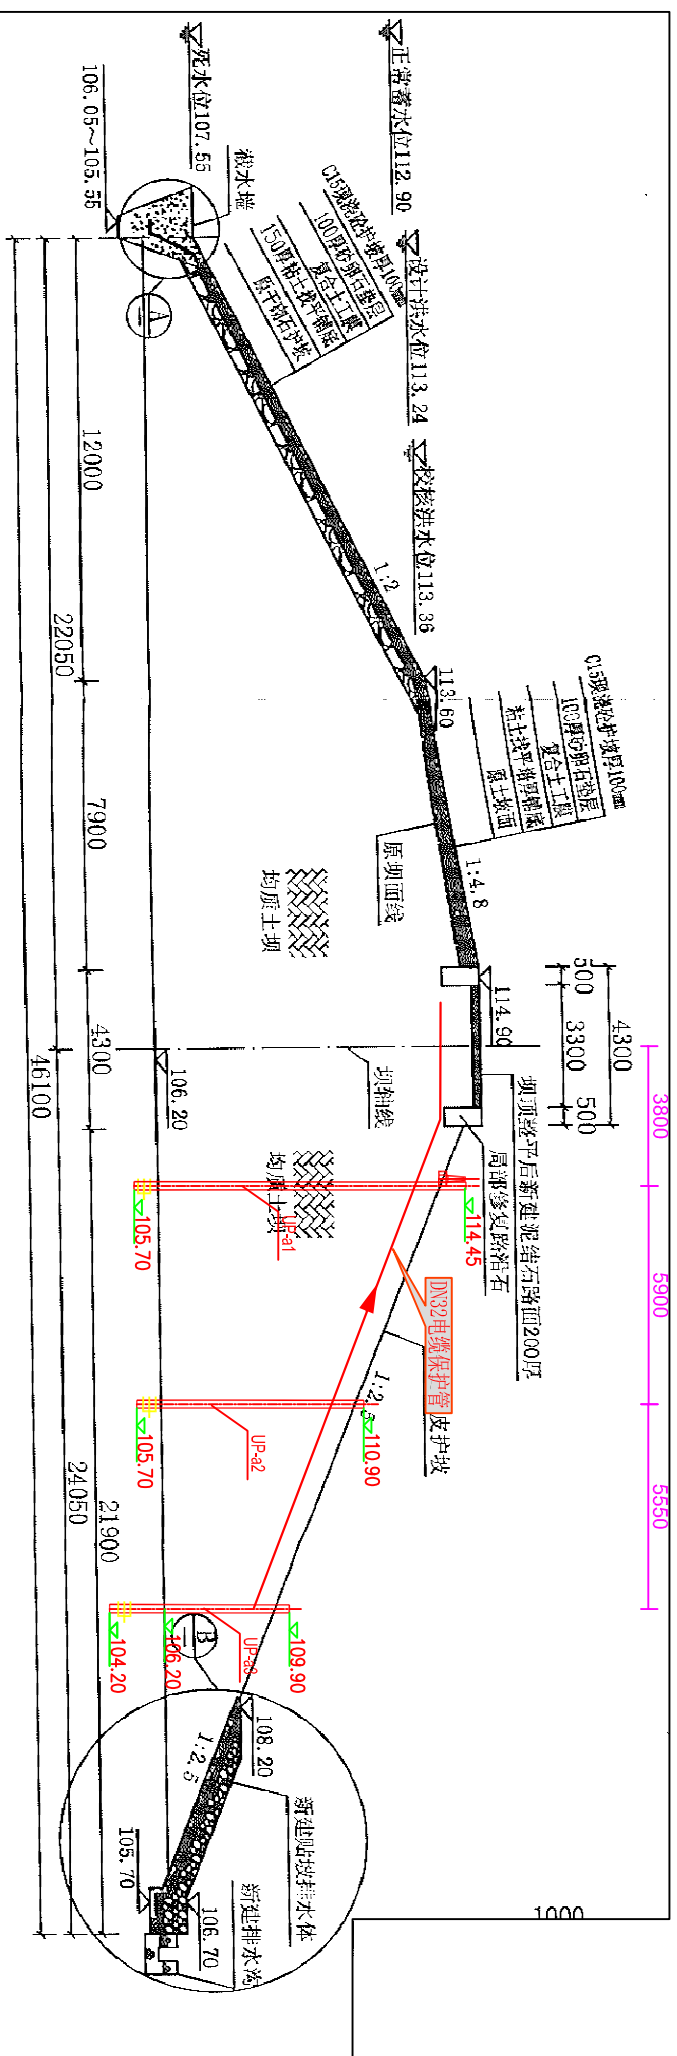 正常蓄水位112.90
设计洪水位113.24
校核洪水位113.36
死水位107.55
106.05~105.55
截水墙
A
C15现浇砼护坡厚100mm
100厚砂卵石垫层
复合土工膜
150厚粘土找平铺底
原干砌石护坡
1:2
113.60
C15现浇砼护坡厚100mm
100厚砂卵石垫层
复合土工膜
粘土找平
原土坡面
1:4.8
原坝面线
均质土坝
114.90
500
3300
500
4300
坝顶整平后新建泥结石路面200厚
局部修复路沿石
坝轴线
106.20
均质土坝
3800
5900
5550
114.45
UP-a1
105.70
DN32电缆保护管
皮护坡
1:2.5
110.90
UP-a2
105.70
109.90
UP-a3
106.20
104.20
B
108.20
1:2.5
新建贴坡排水体
新建排水沟
105.70
106.70
12000
7900
4300
21900
22050
24050
46100
1000